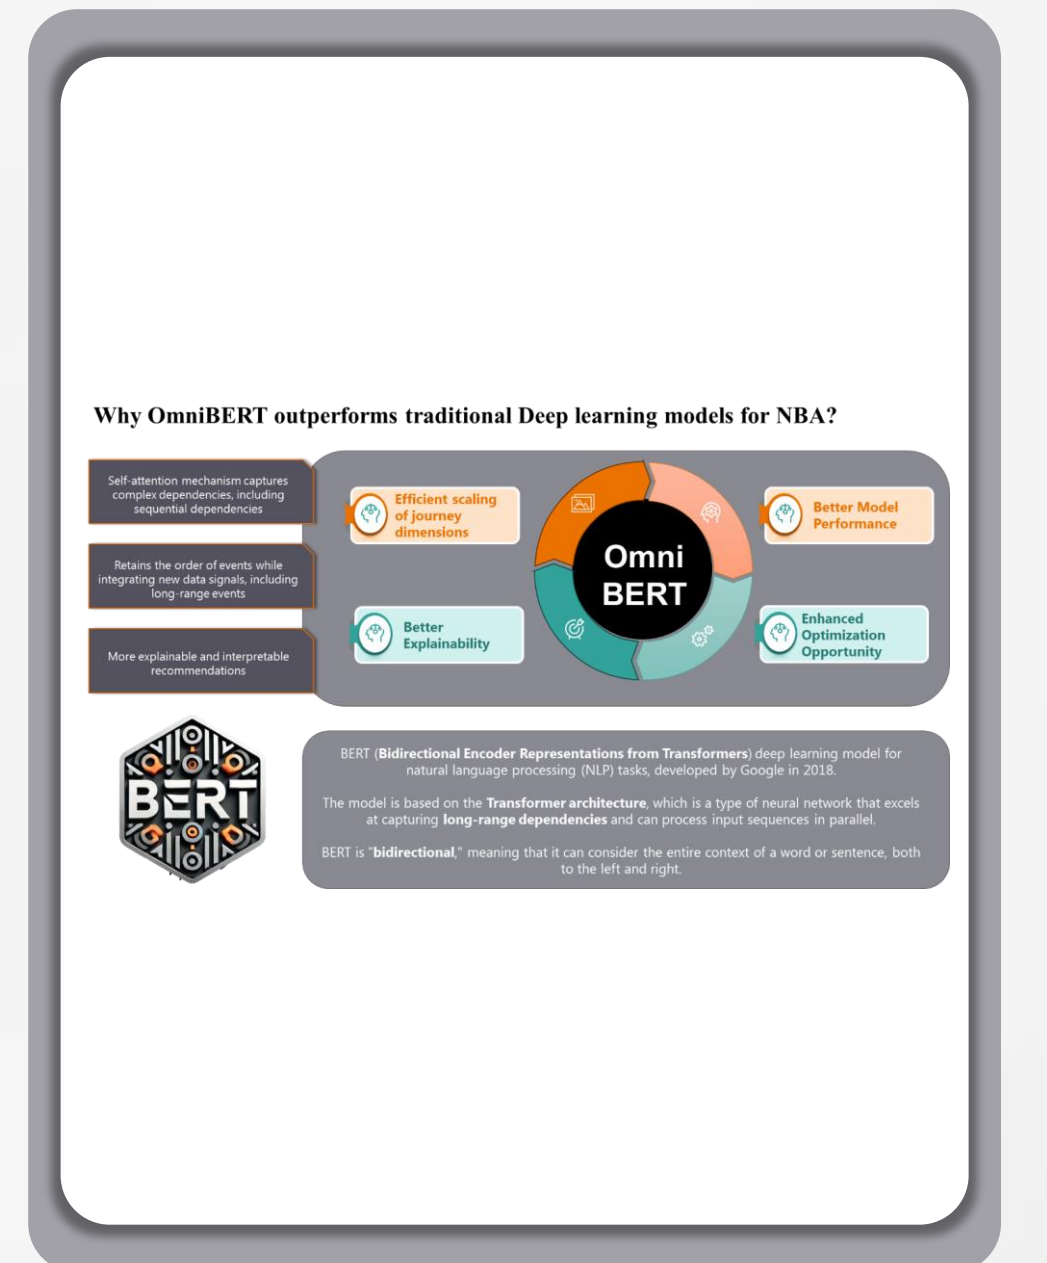 Why OmniBERT outperforms traditional Deep learning models for NBA?
Self-attention mechanism captures
complex dependencies, including
sequential dependencies
Retains the order of events while
integrating new data signals, including
long-range events
More explainable and interpretable
recommendations
Efficient scaling
of journey
dimensions
Better
Explainability
Omni
BERT
Better Model
Performance
Enhanced
Optimization
Opportunity
BERT
BERT (Bidirectional Encoder Representations from Transformers) deep learning model for
natural language processing (NLP) tasks, developed by Google in 2018.
The model is based on the Transformer architecture, which is a type of neural network that excels
at capturing long-range dependencies and can process input sequences in parallel.
BERT is "bidirectional," meaning that it can consider the entire context of a word or sentence, both
to the left and right.